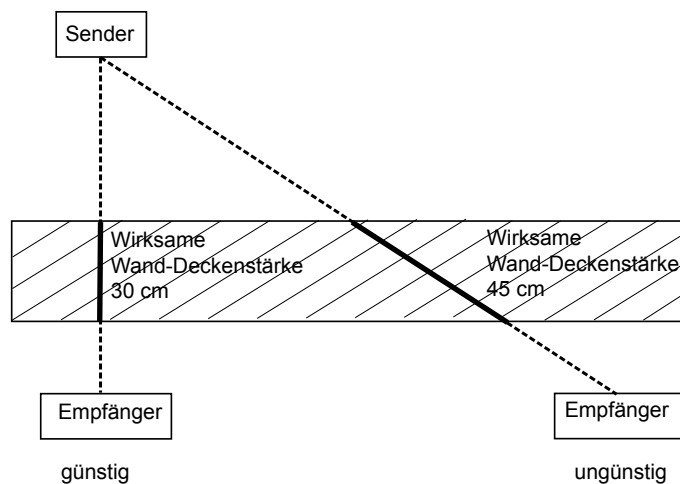 Sender
Wirksame
Wand-Deckenstärke
30 cm
Wirksame
Wand-Deckenstärke
45 cm
Empfänger
Empfänger
günstig
ungünstig